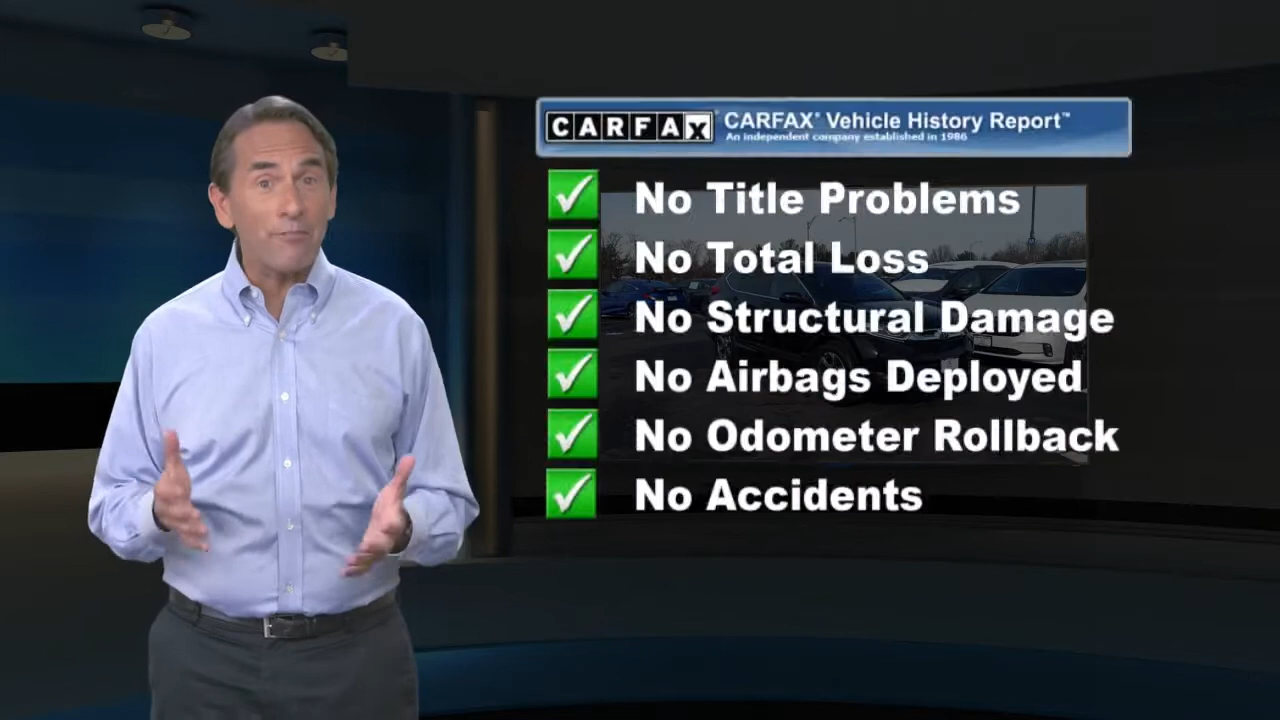 CARFAX® CARFAX® Vehicle History Report™
An independent company established in 1986
No Title Problems
No Total Loss
No Structural Damage
No Airbags Deployed
No Odometer Rollback
No Accidents